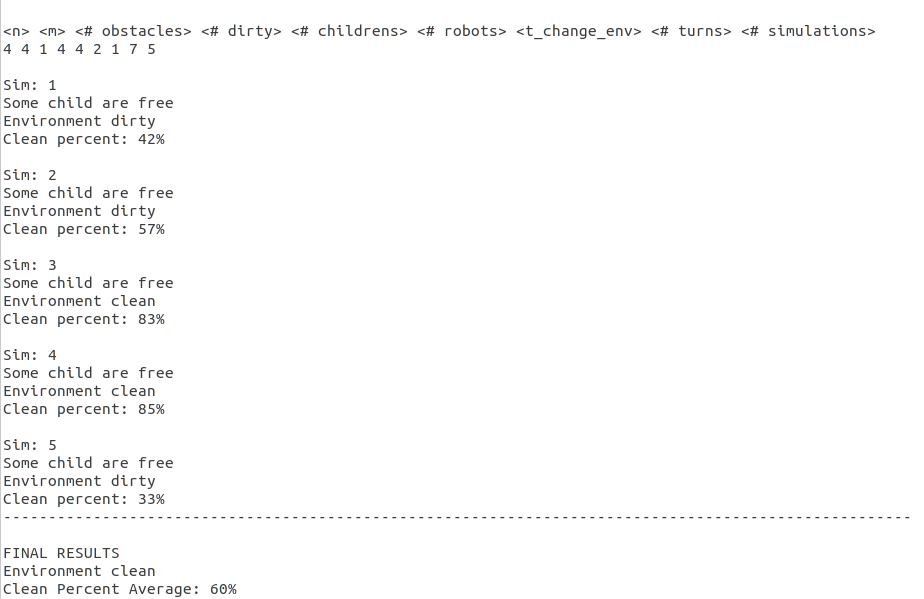 <n> <m> <# obstacles> <# dirty> <# childrens> <# robots> <t_change_env> <# turns> <# simulations>
4 4 1 4 4 2 1 7 5
Sim: 1
Some child are free
Environment dirty
Clean percent: 42%
Sim: 2
Some child are free
Environment dirty
Clean percent: 57%
Sim: 3
Some child are free
Environment clean
Clean percent: 83%
Sim: 4
Some child are free
Environment clean
Clean percent: 85%
Sim: 5
Some child are free
Environment dirty
Clean percent: 33%
-----------------------------------------------------------------------------------------------------
FINAL RESULTS
Environment clean
Clean Percent Average: 60%